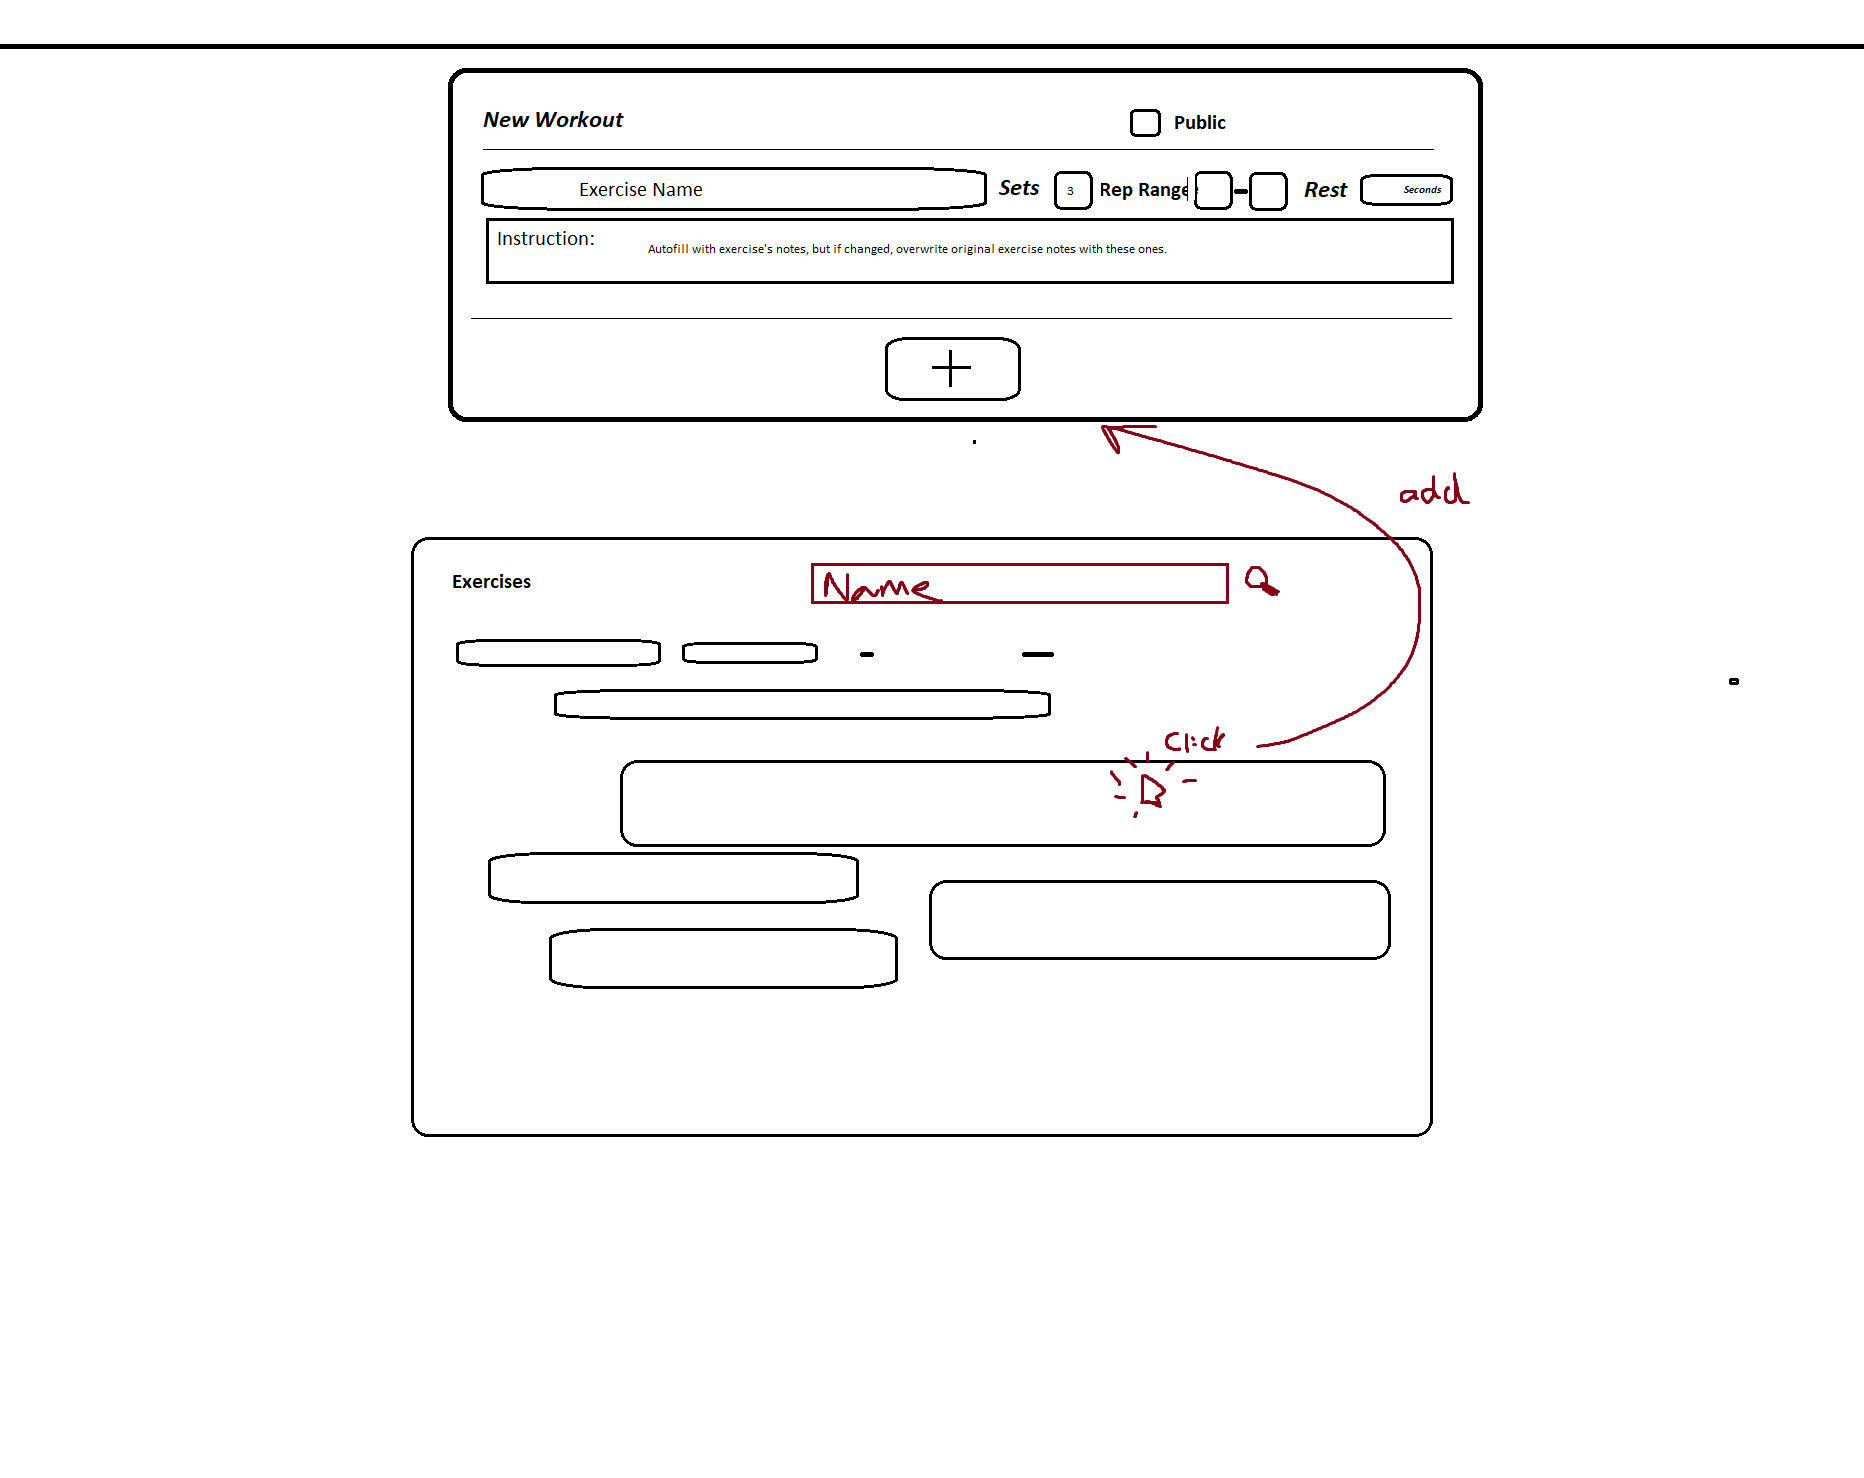 New Workout
Public
Exercise Name
Sets
3
Rep Range
Rest
Seconds
Instruction:
Autofill with exercise's notes, but if changed, overwrite original exercise notes with these ones.
add
Exercises
Name
Click